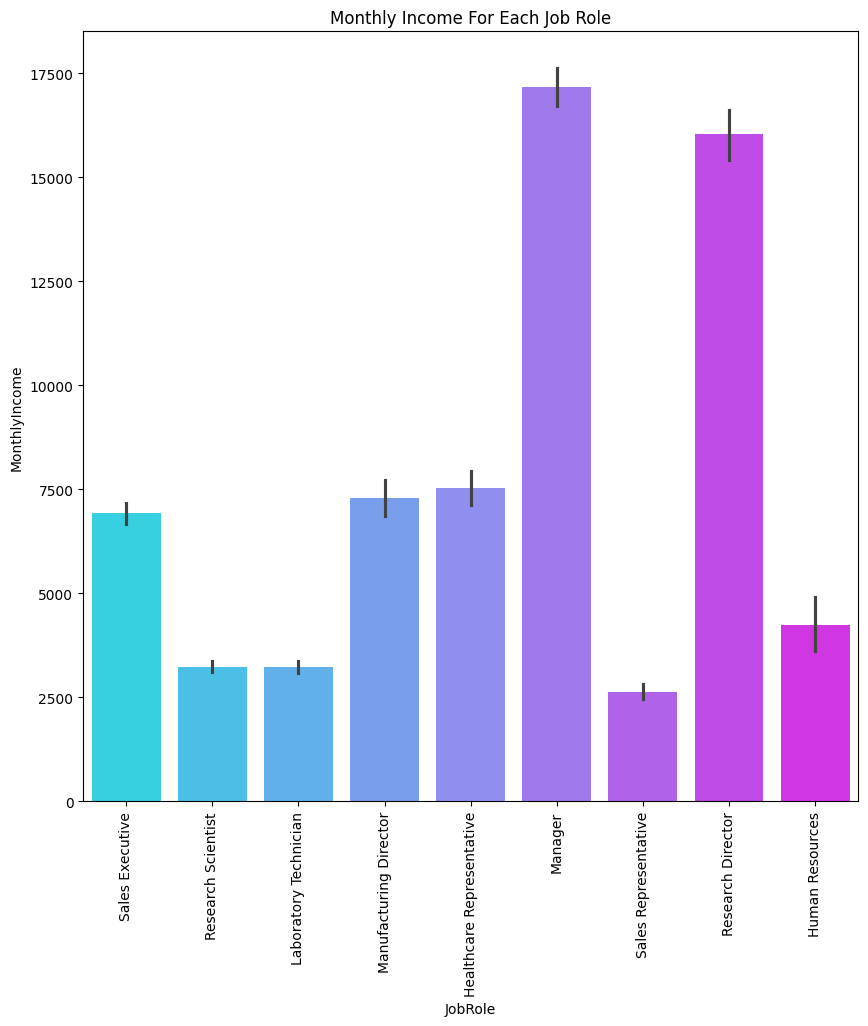 Monthly Income For Each Job Role
MonthlyIncome
17500
15000
12500
10000
7500
5000
2500
0
Sales Executive
Research Scientist
Laboratory Technician
Manufacturing Director
Healthcare Representative
Manager
Sales Representative
Research Director
Human Resources
JobRole